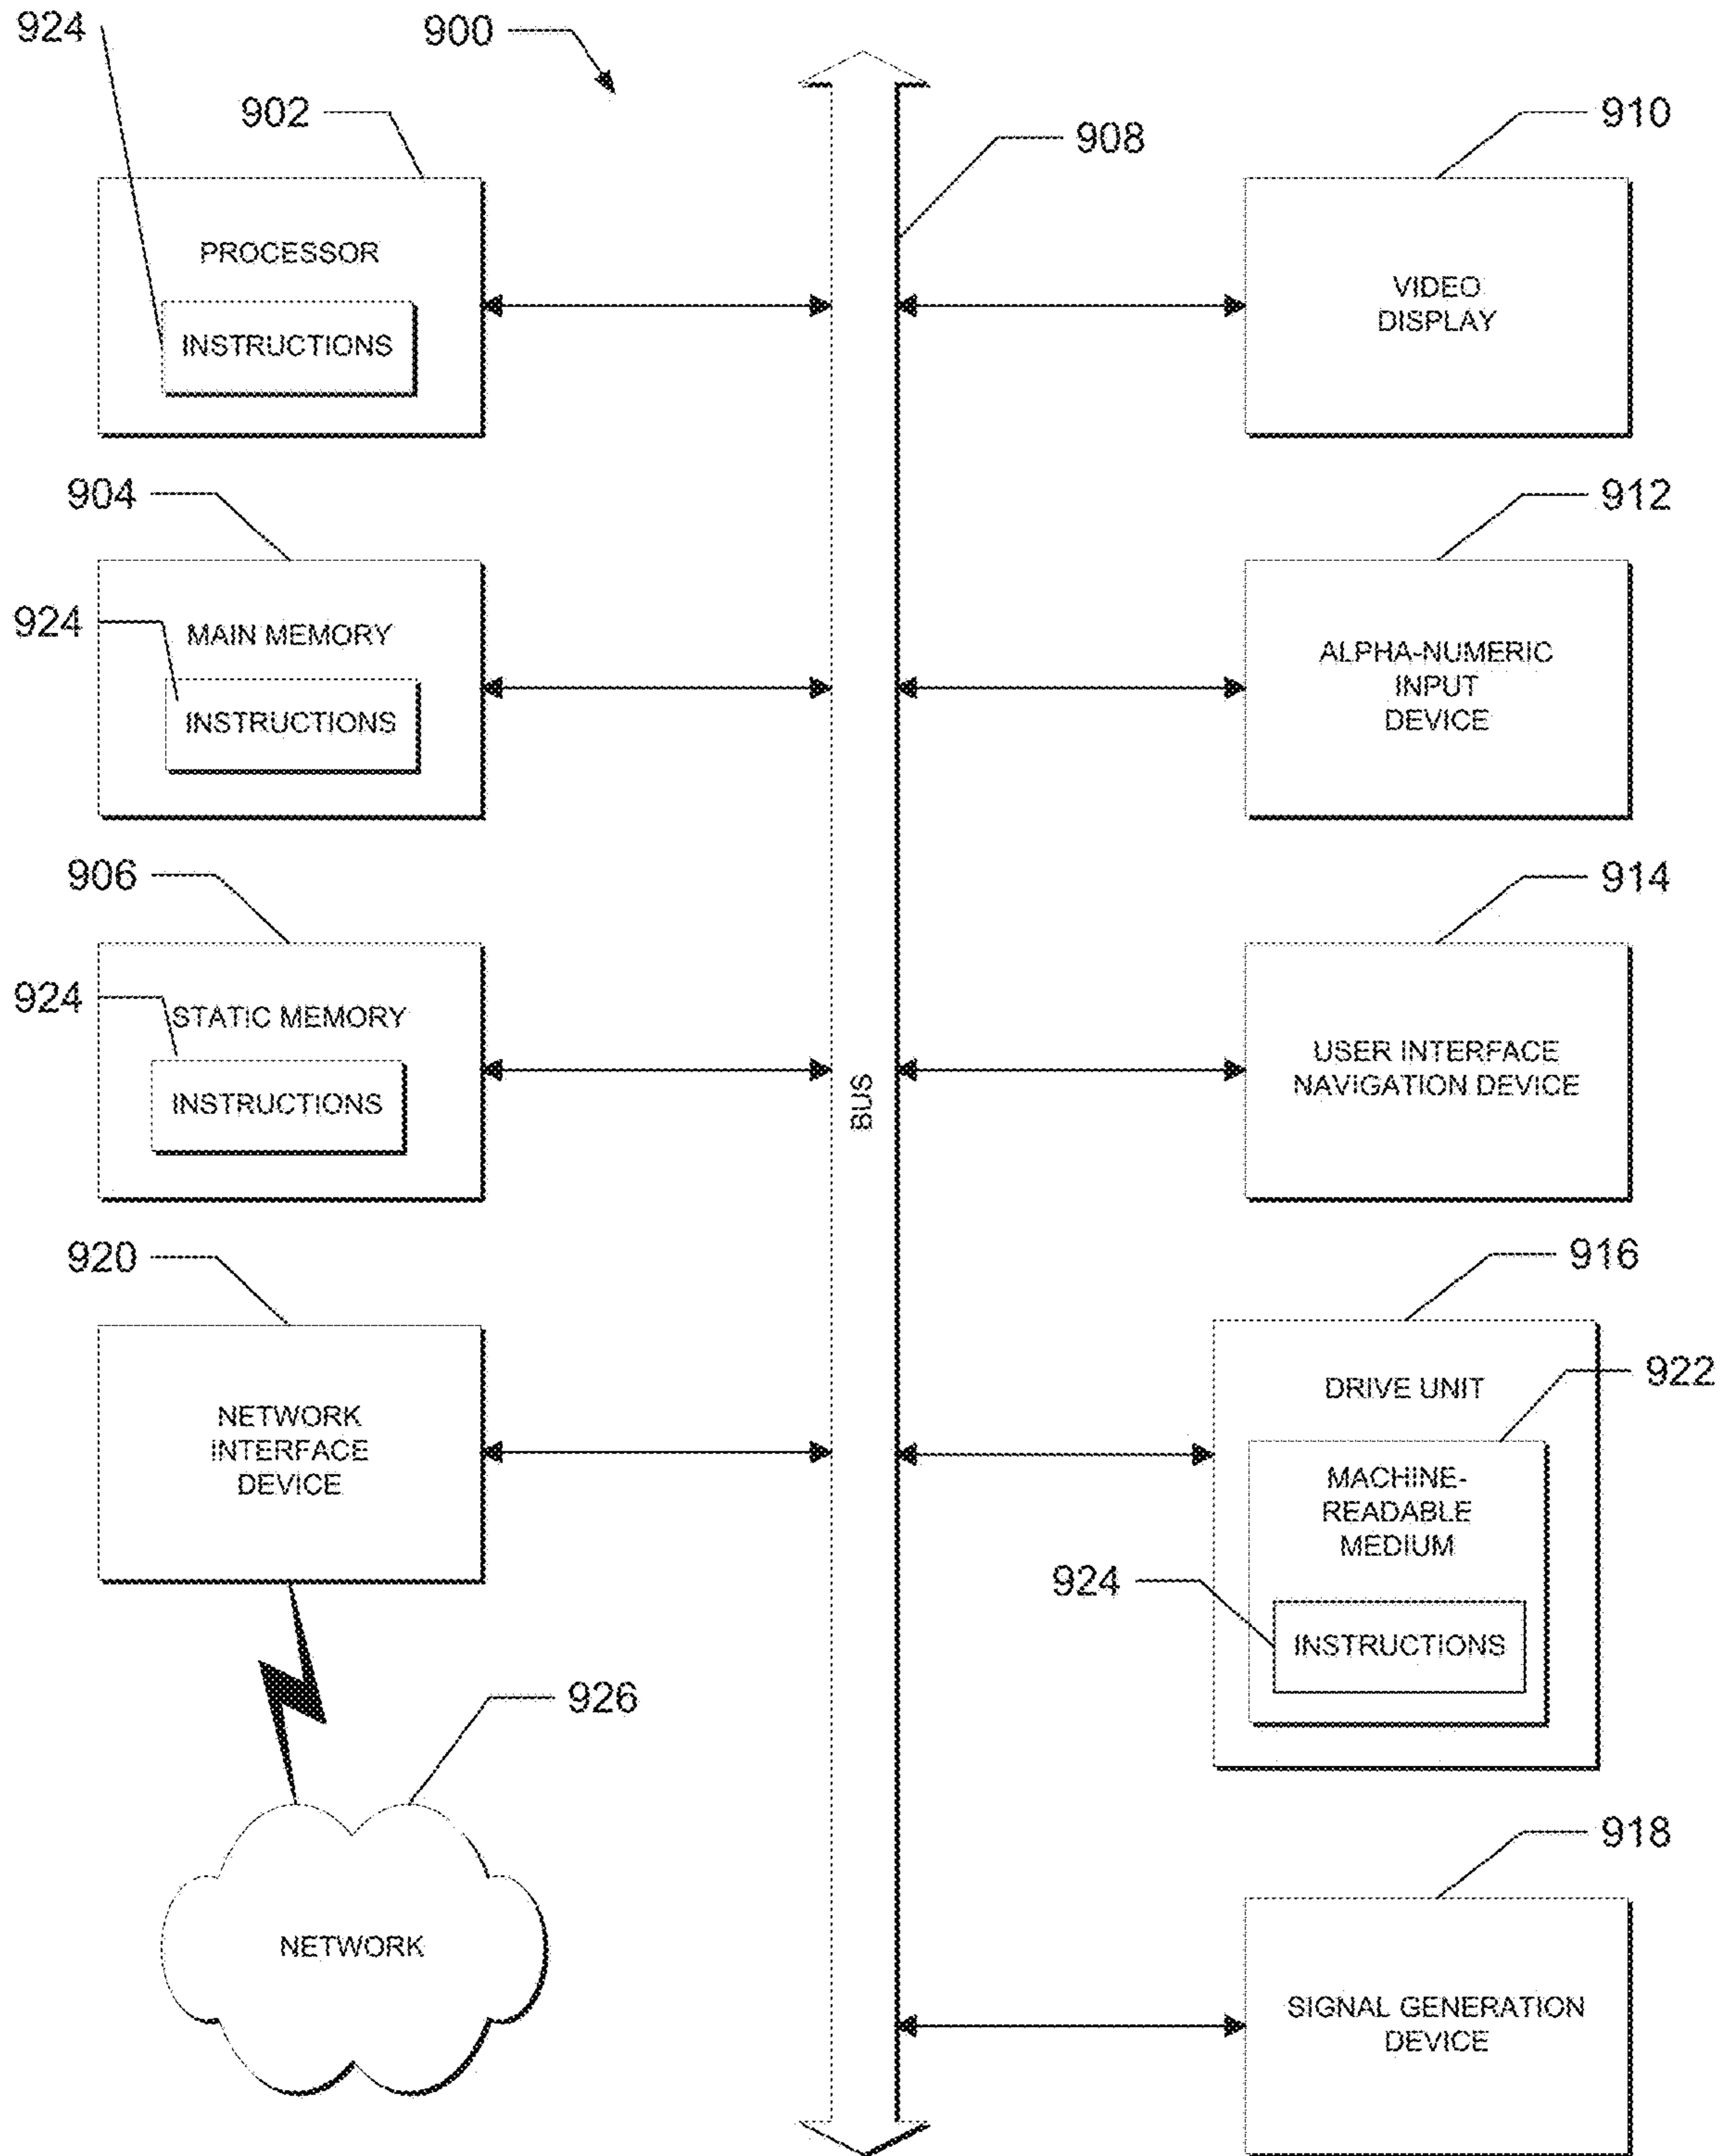 924
900
902
908
910
PROCESSOR
INSTRUCTIONS
VIDEO
DISPLAY
904
912
924
MAIN MEMORY
INSTRUCTIONS
ALPHA-NUMERIC
INPUT
DEVICE
906
914
924
STATIC MEMORY
INSTRUCTIONS
BUS
USER INTERFACE
NAVIGATION DEVICE
920
916
NETWORK
INTERFACE
DEVICE
DRIVE UNIT
922
MACHINE-
READABLE
MEDIUM
924
INSTRUCTIONS
926
NETWORK
918
SIGNAL GENERATION
DEVICE